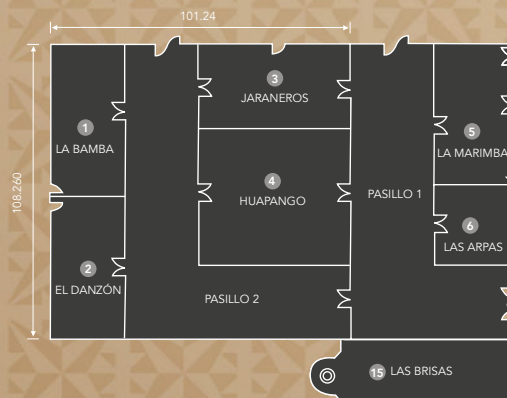 101.24
108.260
1
LA BAMBA
3
JARANEROS
4
HUAPANGO
5
LA MARIMBA
PASILLO 1
6
LAS ARPAS
2
EL DANZÓN
PASILLO 2
15 LAS BRISAS